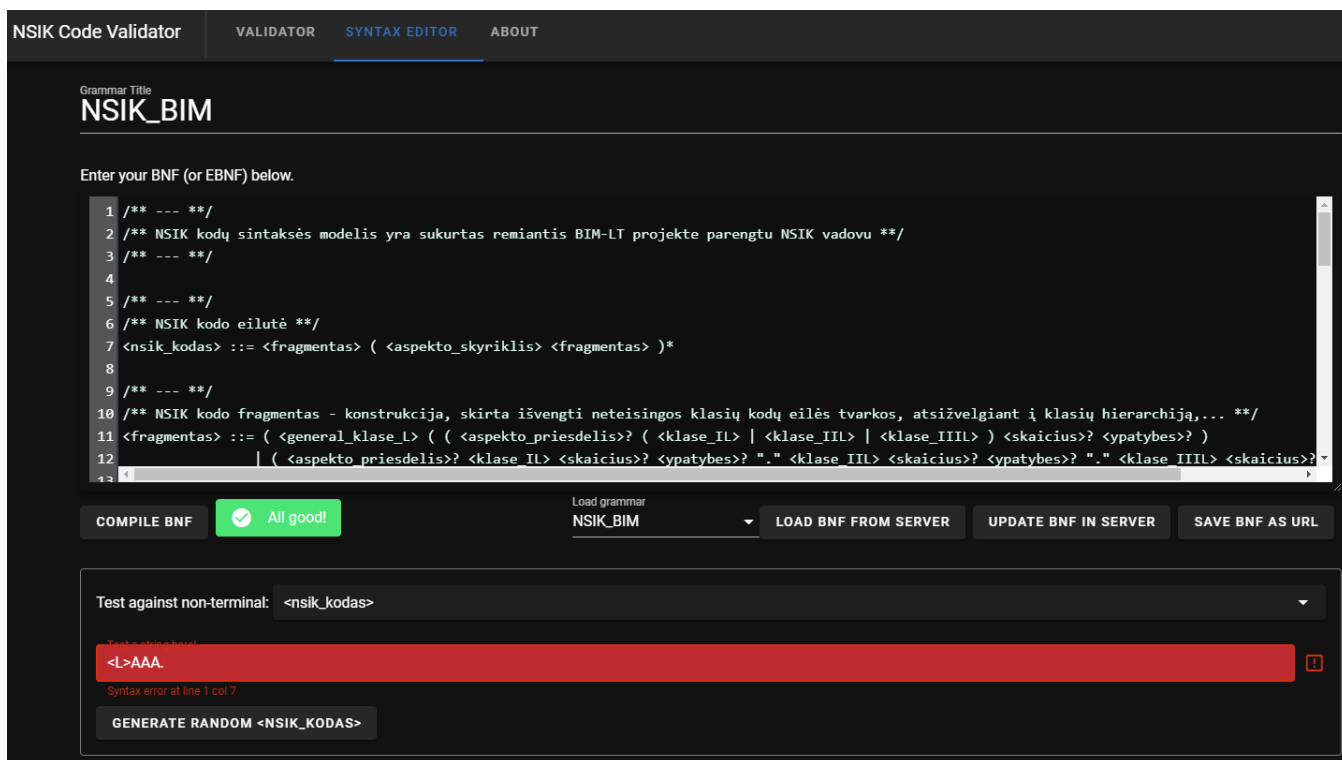 NSIK Code Validator VALIDATOR SYNTAX EDITOR ABOUT
Grammar Title
NSIK_BIM
Enter your BNF (or EBNF) below.
1 /** --- **/
2 /** NSIK kodų sintaksės modelis yra sukurtas remiantis BIM-LT projekte parengtu NSIK vadovu **/
3 /** --- **/
4
5 /** --- **/
6 /** NSIK kodo eilutė **/
7 <nsik_kodas> ::= <fragmentas> ( <aspekto_skyriklis> <fragmentas> )*
8
9 /** --- **/
10 /** NSIK kodo fragmentas - konstrukcija, skirta išvengti neteisingos klasių kodų eilės tvarkos, atsižvelgiant į klasių hierarchiją,... **/
11 <fragmentas> ::= ( <general_klase_L> ( ( <aspekto_priesdelis>? ( <klase_IL> | <klase_IIL> | <klase_IIIL> ) <skaicius>? <ypatybes>? )
12 | ( <aspekto_priesdelis>? <klase_IL> <skaicius>? <ypatybes>? "." <klase_IIL> <skaicius>? <ypatybes>? "." <klase_IIIL> <skaicius>?
13
COMPILE BNF All good! Load grammar
NSIK_BIM LOAD BNF FROM SERVER UPDATE BNF IN SERVER SAVE BNF AS URL
Test against non-terminal: <nsik_kodas>
Test a string here!
<L>AAA.
Syntax error at line 1 col 7
GENERATE RANDOM <NSIK_KODAS>